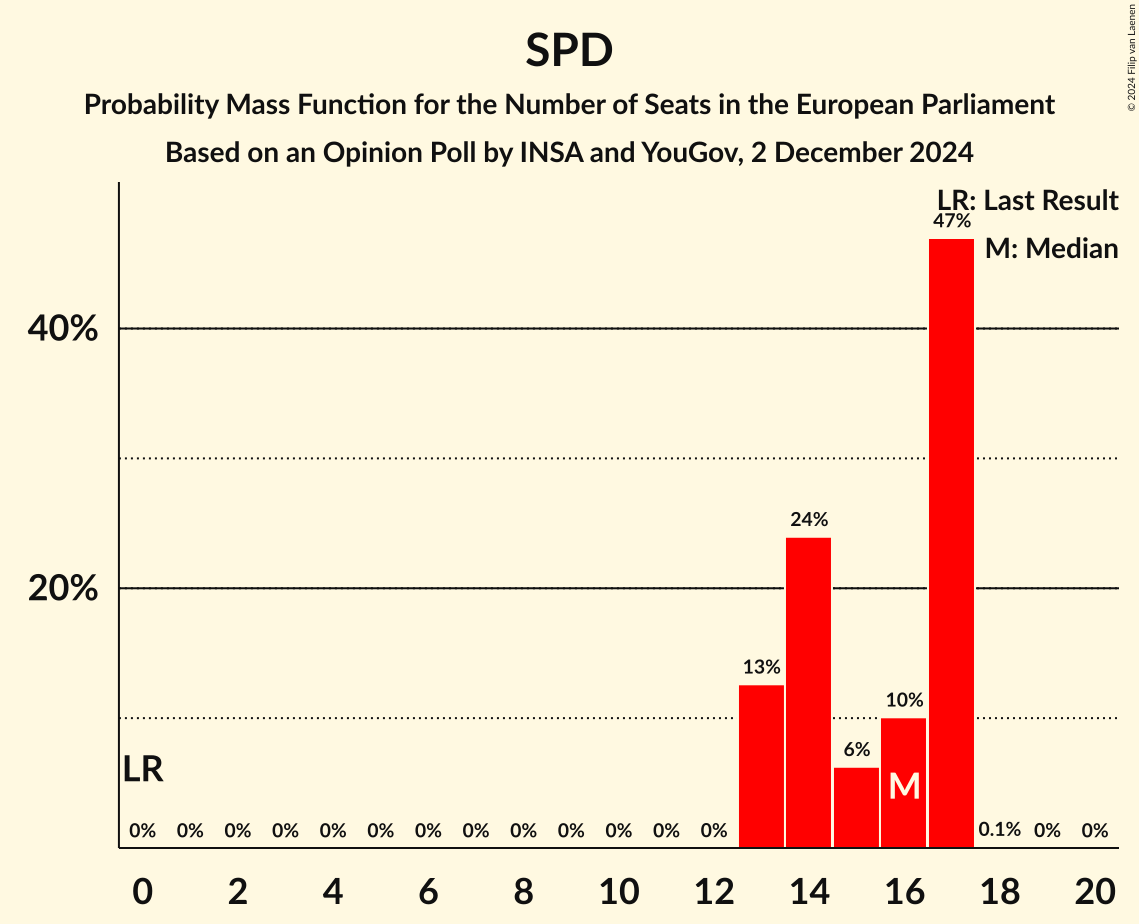 SPD
Probability Mass Function for the Number of Seats in the European Parliament
Based on an Opinion Poll by INSA and YouGov, 2 December 2024
© 2024 Filip van Laenen
LR: Last Result
M: Median
47%
40%
24%
20%
13%
10%
6%
M
LR
0% 0% 0% 0% 0% 0% 0% 0% 0% 0% 0% 0% 0% 0.1% 0% 0%
0 2 4 6 8 10 12 14 16 18 20